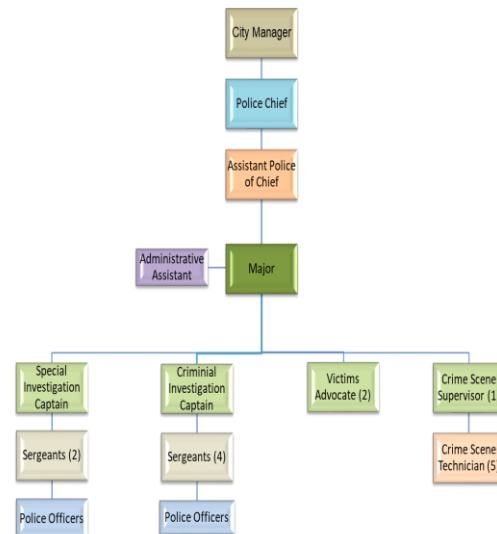 City Manager
Police Chief
Assistant Police
of Chief
Administrative
Assistant
Major
Special
Investigation
Captain
Criminial
Investigation
Captain
Victims
Advocate (2)
Crime Scene
Supervisor (1
Sergeants (2)
Sergeants (4)
Crime Scene
Technician (5)
Police Officers
Police Officers